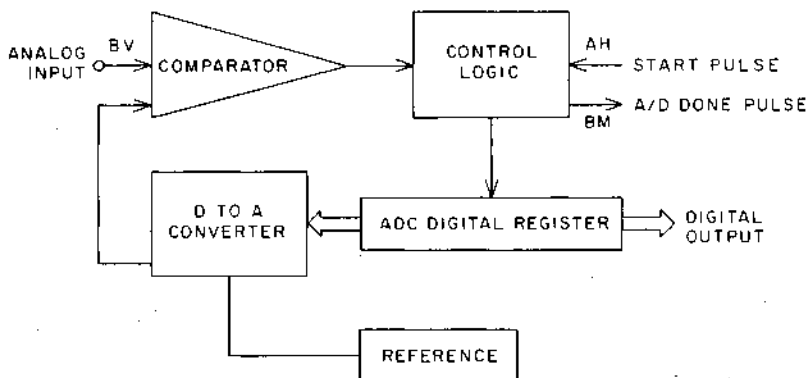 ANALOG
INPUT
BV
COMPARATOR
CONTROL
LOGIC
AH
START PULSE
A/D DONE PULSE
BM
D TO A
CONVERTER
ADC DIGITAL REGISTER
DIGITAL
OUTPUT
REFERENCE